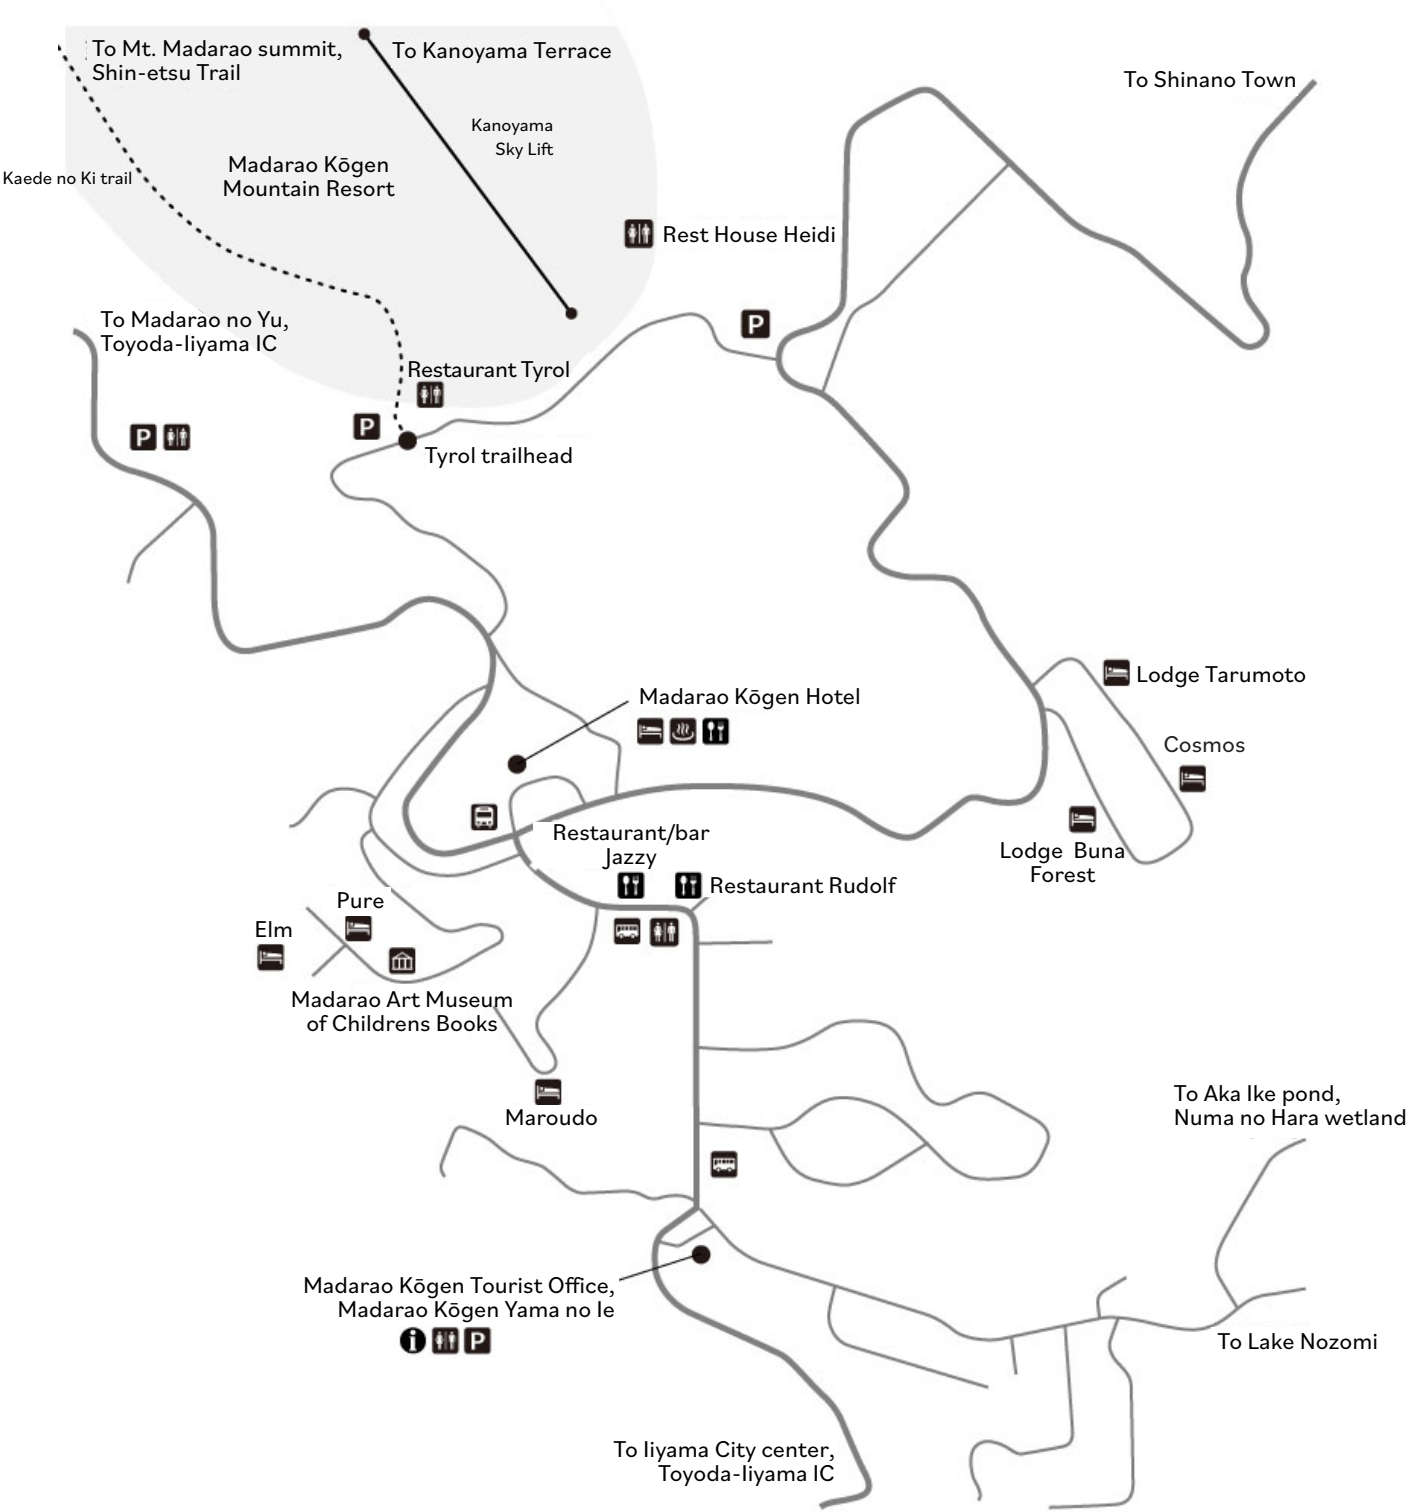 To Mt. Madarao summit,
Shin-etsu Trail
To Kanoyama Terrace
To Shinano Town
Kanoyama
Sky Lift
Madarao Kōgen
Mountain Resort
Kaede no Ki trail
Rest House Heidi
To Madarao no Yu,
Toyoda-Iiyama IC
P
Restaurant Tyrol
P
P
Tyrol trailhead
Lodge Tarumoto
Madarao Kōgen Hotel
Cosmos
Restaurant/bar
Jazzy
Lodge Buna
Forest
Restaurant Rudolf
Pure
Elm
Madarao Art Museum
of Childrens Books
Maroudo
To Aka Ike pond,
Numa no Hara wetland
Madarao Kōgen Tourist Office,
Madarao Kōgen Yama no Ie
i P
To Lake Nozomi
To Iiyama City center,
Toyoda-Iiyama IC